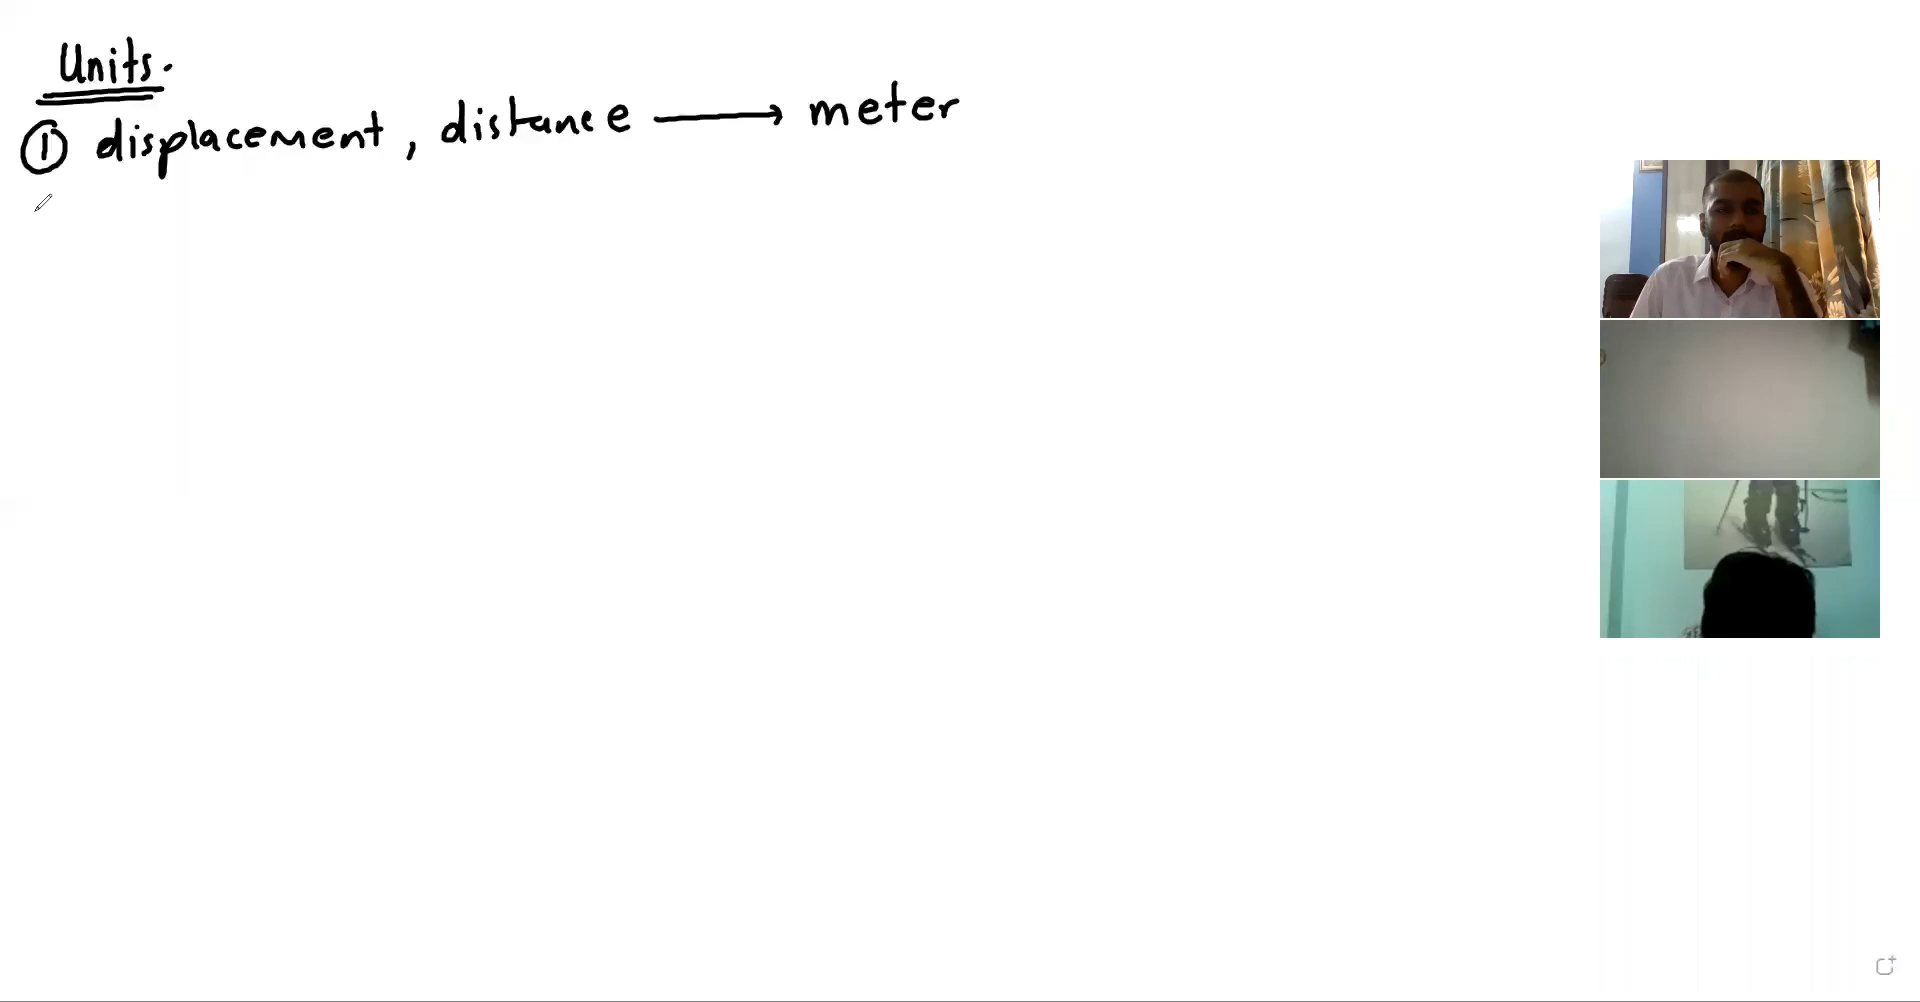 Units.
① displacement, distance ⟶ meter